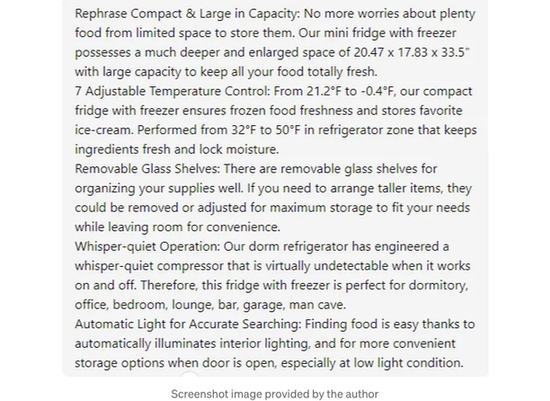 Rephrase Compact & Large in Capacity: No more worries about plenty
food from limited space to store them. Our mini fridge with freezer
possesses a much deeper and enlarged space of 20.47 x 17.83 x 33.5"
with large capacity to keep all your food totally fresh.
7 Adjustable Temperature Control: From 21.2°F to -0.4°F, our compact
fridge with freezer ensures frozen food freshness and stores favorite
ice-cream. Performed from 32°F to 50°F in refrigerator zone that keeps
ingredients fresh and lock moisture.
Removable Glass Shelves: There are removable glass shelves for
organizing your supplies well. If you need to arrange taller items, they
could be removed or adjusted for maximum storage to fit your needs
while leaving room for convenience.
Whisper-quiet Operation: Our dorm refrigerator has engineered a
whisper-quiet compressor that is virtually undetectable when it works
on and off. Therefore, this fridge with freezer is perfect for dormitory,
office, bedroom, lounge, bar, garage, man cave.
Automatic Light for Accurate Searching: Finding food is easy thanks to
automatically illuminates interior lighting, and for more convenient
storage options when door is open, especially at low light condition.
Screenshot image provided by the author